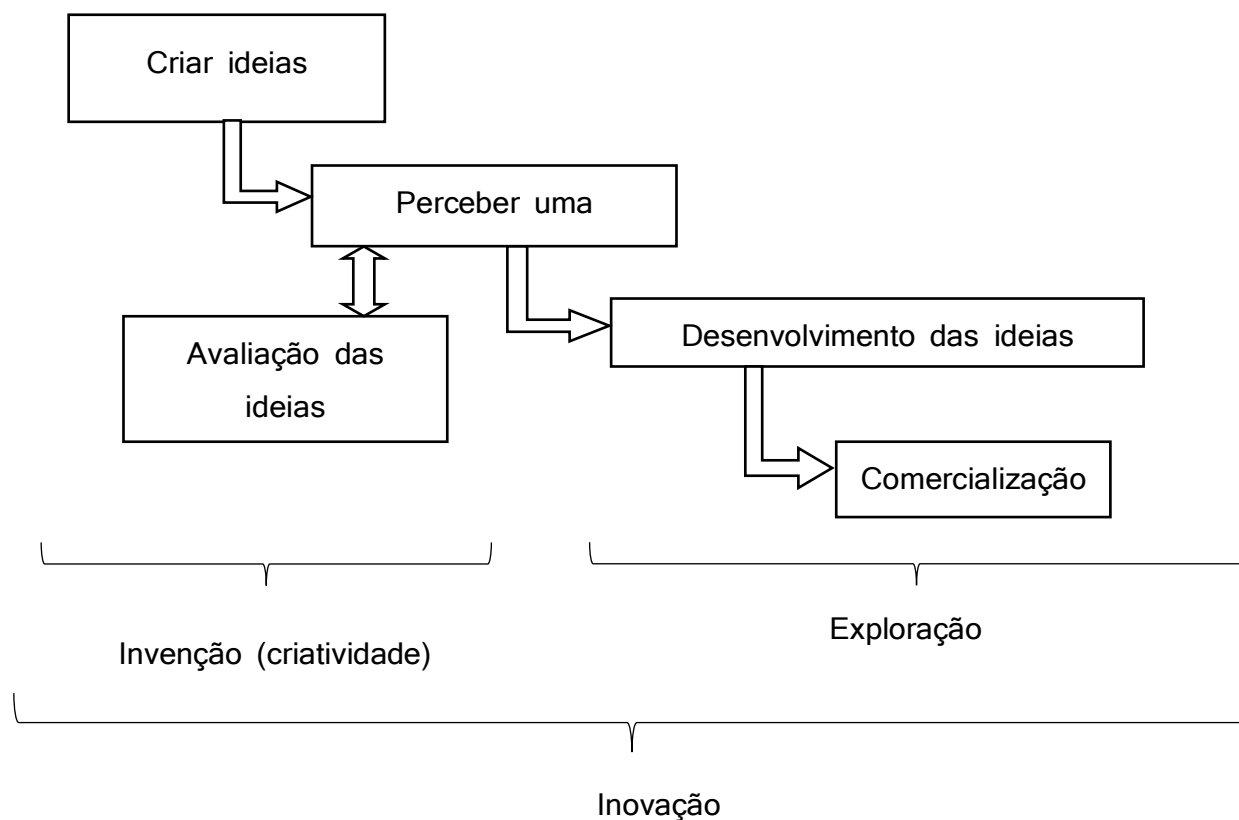 Criar ideias
Perceber uma
Desenvolvimento das ideias
Avaliação das
ideias
Comercialização
Exploração
Invenção (criatividade)
Inovação